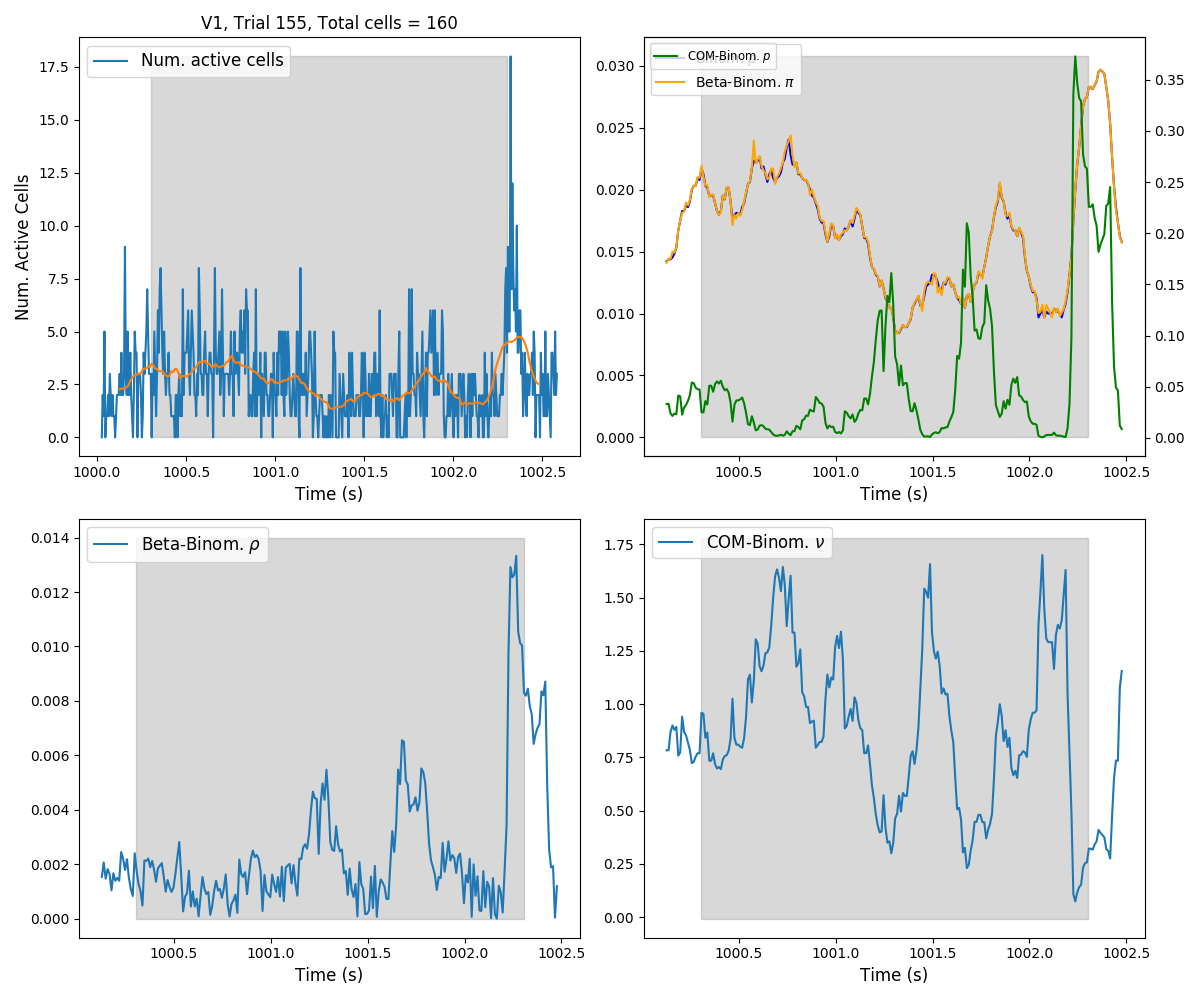 V1, Trial 155, Total cells = 160
Num. active cells
17.5
15.0
12.5
10.0
7.5
5.0
2.5
0.0
Num. Active Cells
1000.0 1000.5 1001.0 1001.5 1002.0 1002.5
Time (s)
COM-Binom. p
Beta-Binom. π
0.030
0.025
0.020
0.015
0.010
0.005
0.000
0.35
0.30
0.25
0.20
0.15
0.10
0.05
0.00
1000.5 1001.0 1001.5 1002.0 1002.5
Time (s)
Beta-Binom. ρ
0.014
0.012
0.010
0.008
0.006
0.004
0.002
0.000
1000.5 1001.0 1001.5 1002.0 1002.5
Time (s)
COM-Binom. ν
1.75
1.50
1.25
1.00
0.75
0.50
0.25
0.00
1000.5 1001.0 1001.5 1002.0 1002.5
Time (s)